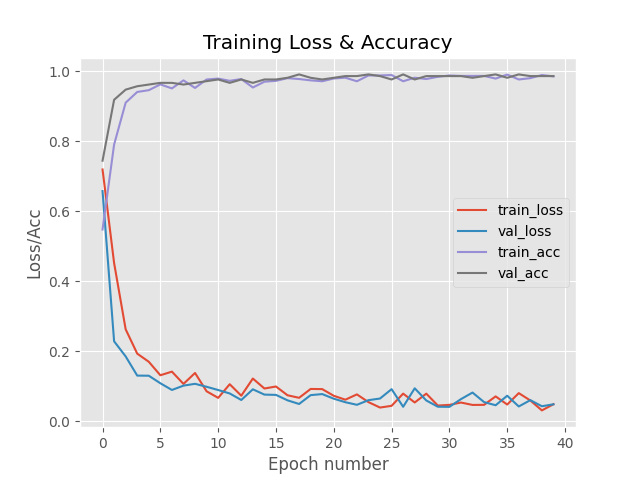 Training Loss & Accuracy
Loss/Acc
1.0
0.8
0.6
0.4
0.2
0.0
train_loss
val_loss
train_acc
val_acc
0 5 10 15 20 25 30 35 40
Epoch number